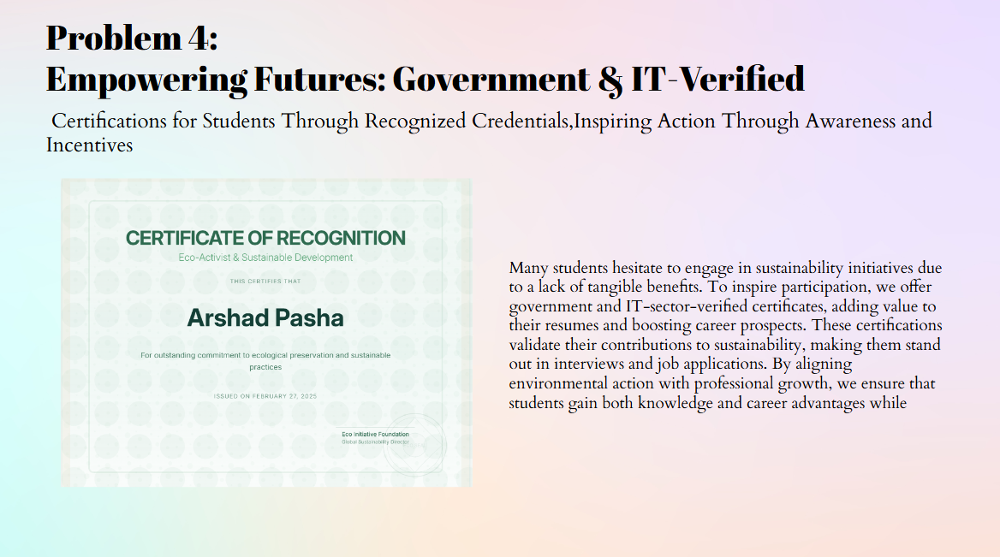 Problem 4:
Empowering Futures: Government & IT-Verified
Certifications for Students Through Recognized Credentials,Inspiring Action Through Awareness and
Incentives
CERTIFICATE OF RECOGNITION
Eco-Activist & Sustainable Development
THIS CERTIFIES THAT
Arshad Pasha
For outstanding commitment to ecological preservation and sustainable
practices
ISSUED ON FEBRUARY 27, 2025
Eco Initiative Foundation
Global Sustainability Director
Many students hesitate to engage in sustainability initiatives due
to a lack of tangible benefits. To inspire participation, we offer
government and IT-sector-verified certificates, adding value to
their resumes and boosting career prospects. These certifications
validate their contributions to sustainability, making them stand
out in interviews and job applications. By aligning
environmental action with professional growth, we ensure that
students gain both knowledge and career advantages while